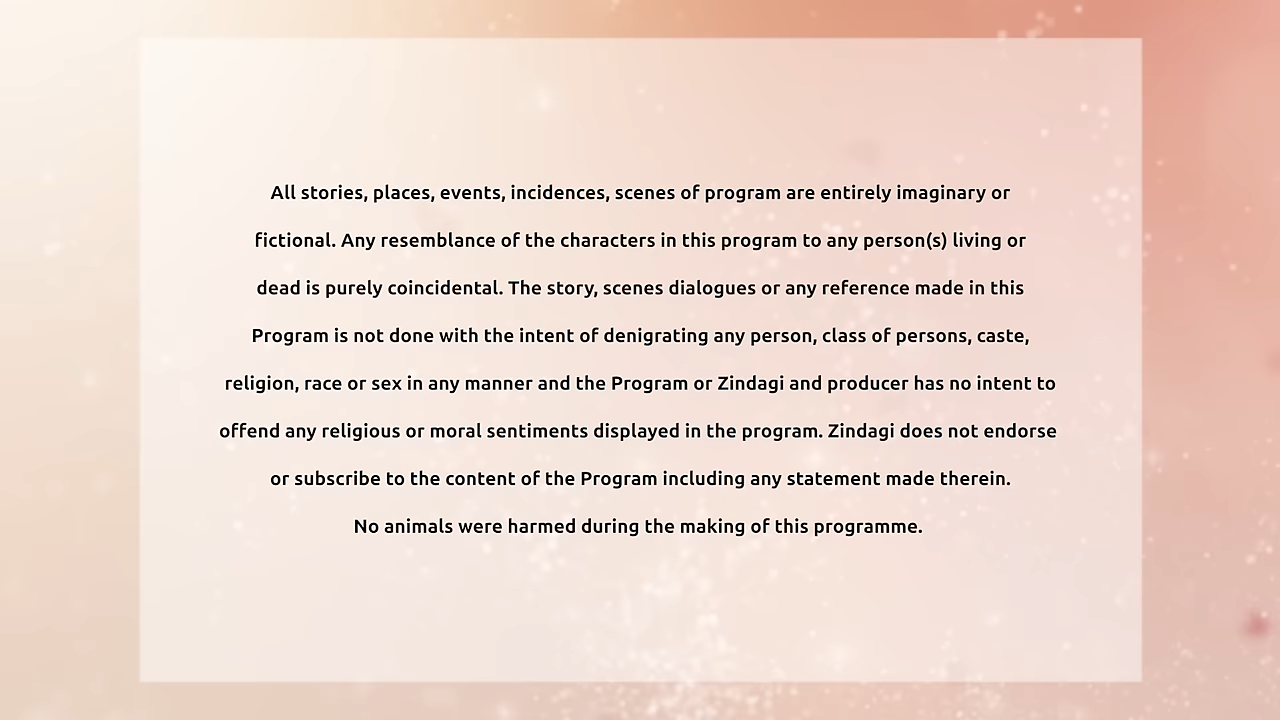 All stories, places, events, incidences, scenes of program are entirely imaginary or
fictional. Any resemblance of the characters in this program to any person(s) living or
dead is purely coincidental. The story, scenes dialogues or any reference made in this
Program is not done with the intent of denigrating any person, class of persons, caste,
religion, race or sex in any manner and the Program or Zindagi and producer has no intent to
offend any religious or moral sentiments displayed in the program. Zindagi does not endorse
or subscribe to the content of the Program including any statement made therein.
No animals were harmed during the making of this programme.